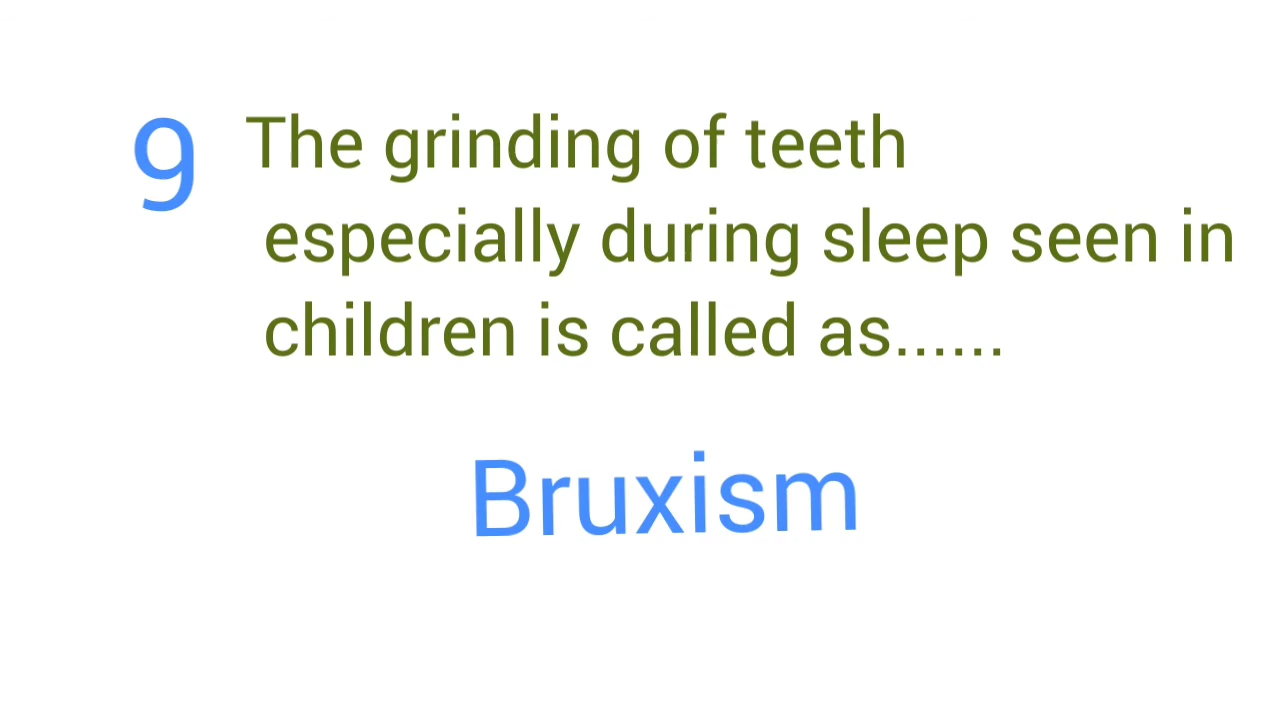 9 The grinding of teeth
especially during sleep seen in
children is called as......
Bruxism